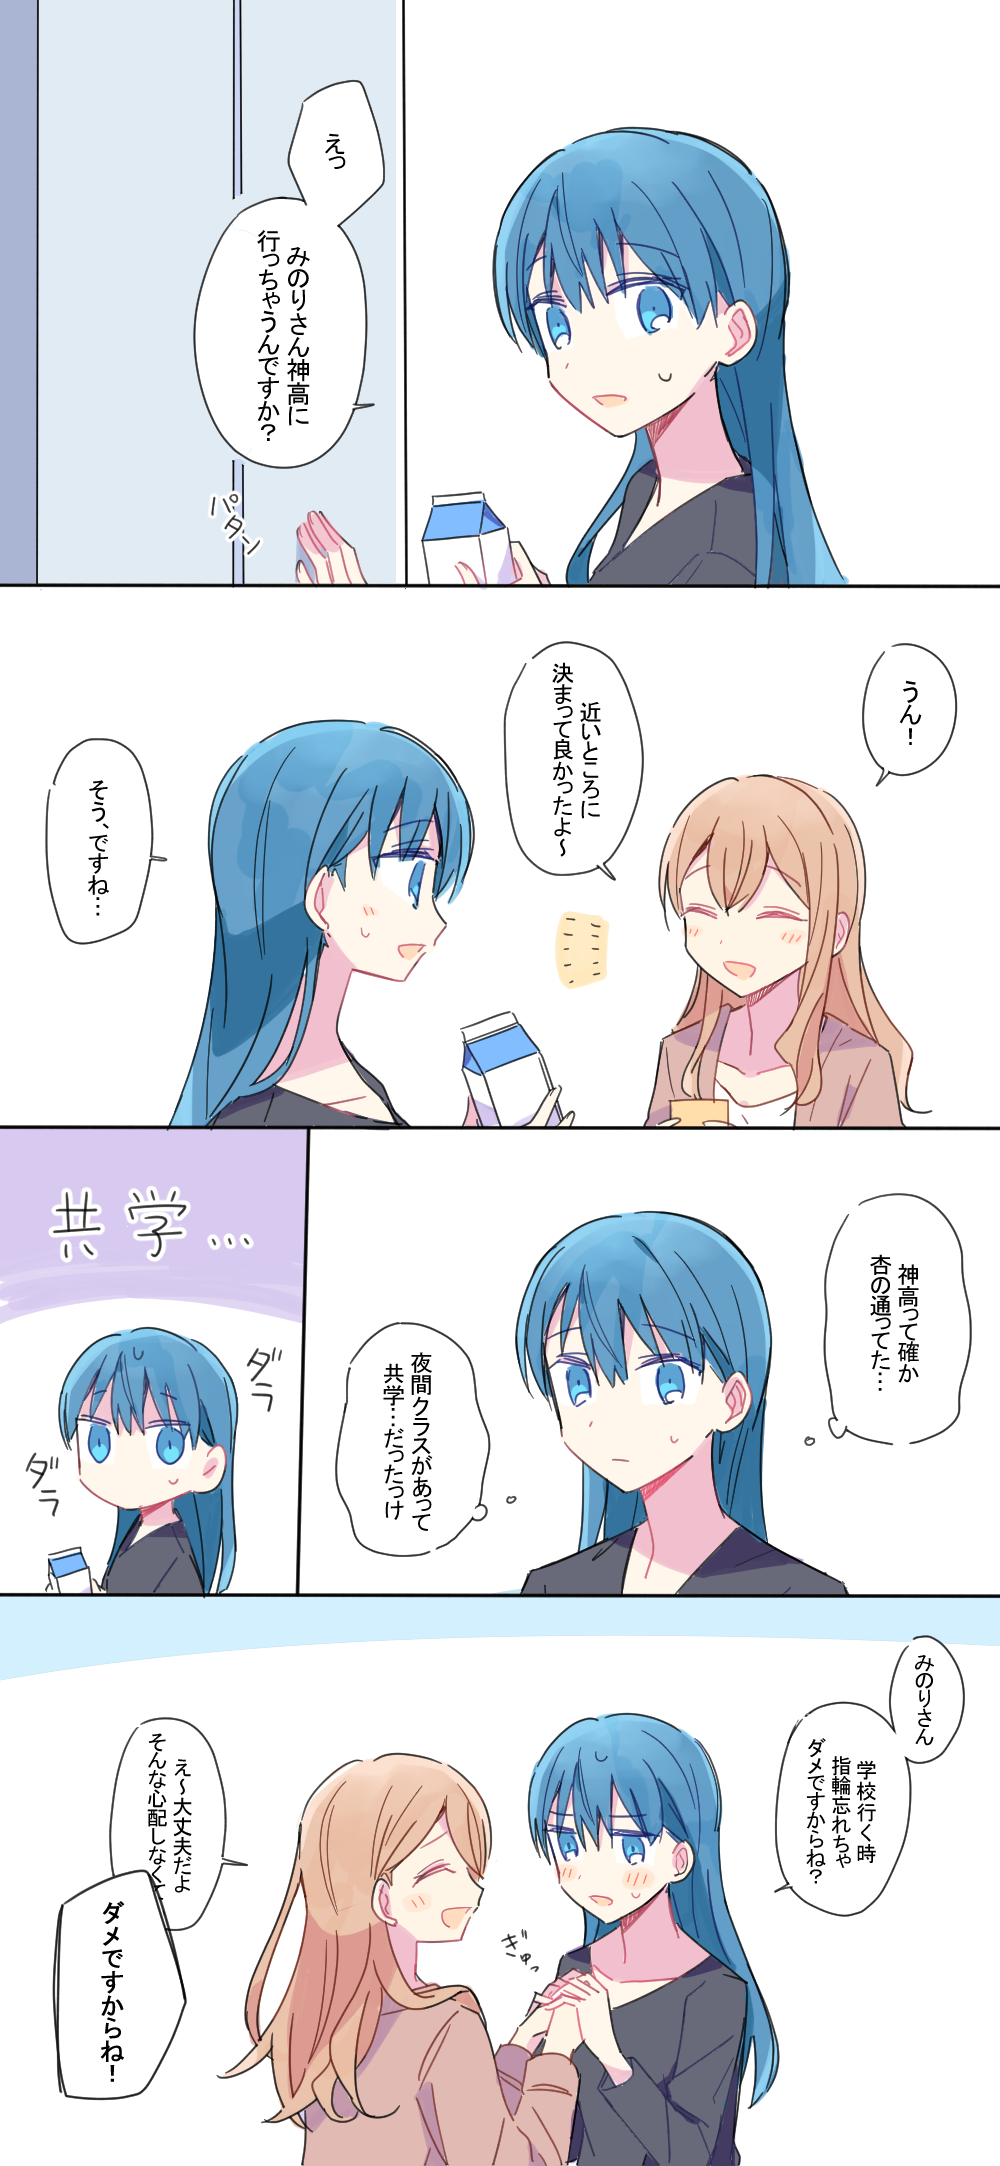 えっ
みのりさん神高に
行っちゃうんですか?
パタン
うん!
近いところに
決まって良かったよ~
そう、ですね…
神高って確か
杏の通ってた…
夜間クラスがあって
共学…だったっけ
共学…
ダラ
ダラ
みのりさん
学校行く時
指輪忘れちゃ
ダメですからね?
ぎゅっ
え~大丈夫だよ
そんな心配しなくて
ダメですからね!